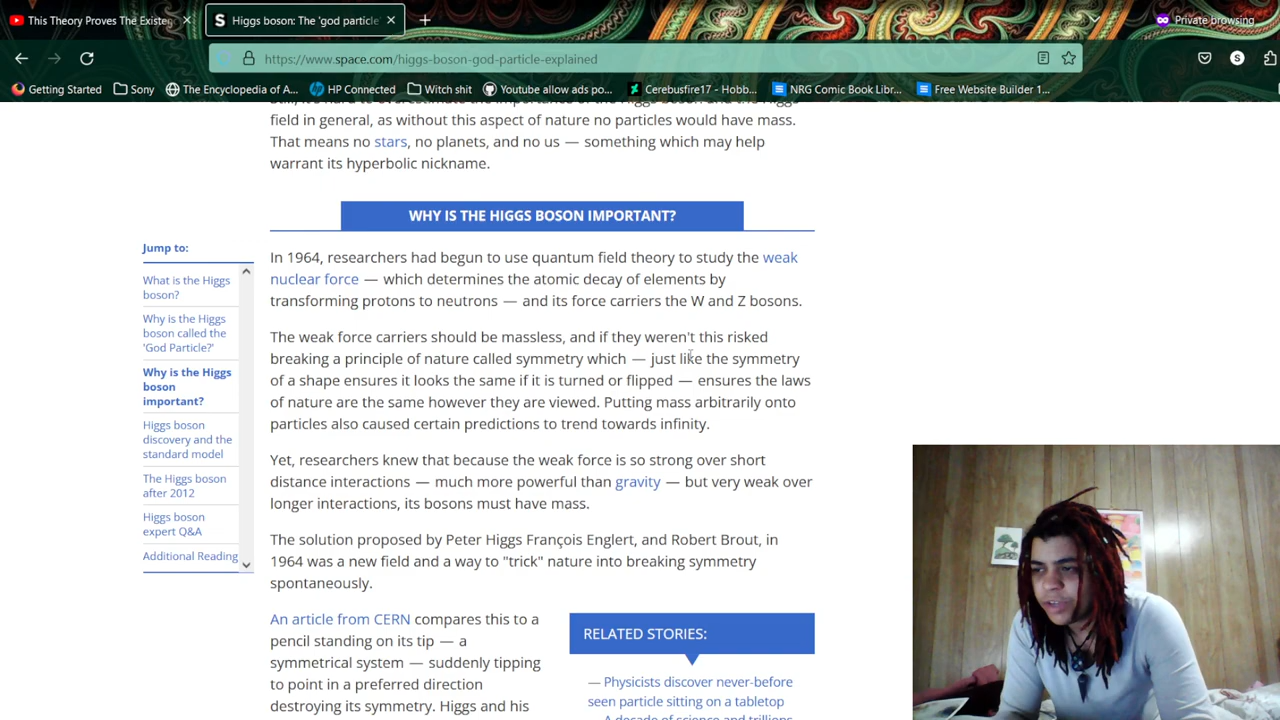 This Theory Proves The Existe
Higgs boson: The 'god particle'
Private browsing
https://www.space.com/higgs-boson-god-particle-explained
Getting Started
Sony
The Encyclopedia of A...
HP Connected
Witch shit
Youtube allow ads po...
Cerebusfire17 - Hobb...
NRG Comic Book Libr...
Free Website Builder 1...
Still, it's hard to overestimate the importance of the Higgs boson and the Higgs
field in general, as without this aspect of nature no particles would have mass.
That means no stars, no planets, and no us — something which may help
warrant its hyperbolic nickname.
WHY IS THE HIGGS BOSON IMPORTANT?
Jump to:
What is the Higgs
boson?
Why is the Higgs
boson called the
'God Particle?'
Why is the Higgs
boson
important?
Higgs boson
discovery and the
standard model
The Higgs boson
after 2012
Higgs boson
expert Q&A
Additional Reading
In 1964, researchers had begun to use quantum field theory to study the weak
nuclear force — which determines the atomic decay of elements by
transforming protons to neutrons — and its force carriers the W and Z bosons.
The weak force carriers should be massless, and if they weren't this risked
breaking a principle of nature called symmetry which — just like the symmetry
of a shape ensures it looks the same if it is turned or flipped — ensures the laws
of nature are the same however they are viewed. Putting mass arbitrarily onto
particles also caused certain predictions to trend towards infinity.
Yet, researchers knew that because the weak force is so strong over short
distance interactions — much more powerful than gravity — but very weak over
longer interactions, its bosons must have mass.
The solution proposed by Peter Higgs François Englert, and Robert Brout, in
1964 was a new field and a way to "trick" nature into breaking symmetry
spontaneously.
An article from CERN compares this to a
pencil standing on its tip — a
symmetrical system — suddenly tipping
to point in a preferred direction
destroying its symmetry. Higgs and his
RELATED STORIES:
— Physicists discover never-before
seen particle sitting on a tabletop
— A decade of science and trillions